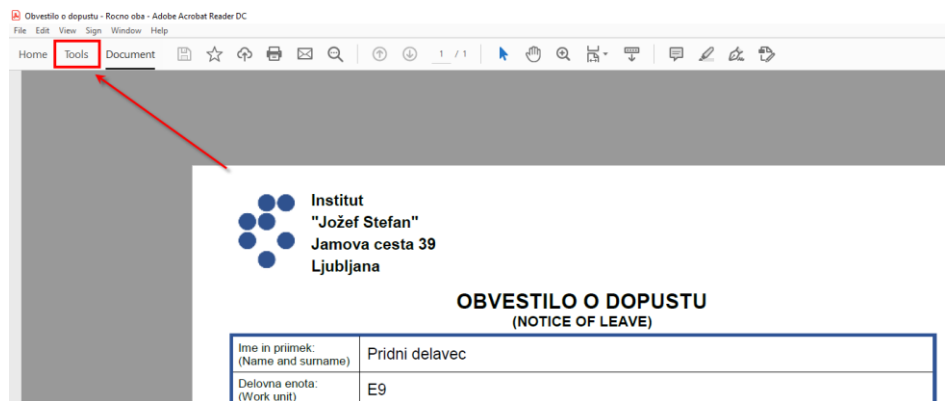 Obvestilo o dopustu - Rocno oba - Adobe Acrobat Reader DC
File Edit View Sign Window Help
Home Tools Document 1 / 1
Institut
"Jožef Stefan"
Jamova cesta 39
Ljubljana
OBVESTILO O DOPUSTU
(NOTICE OF LEAVE)
Ime in priimek:
(Name and surname)
Pridni delavec
Delovna enota:
(Work unit)
E9